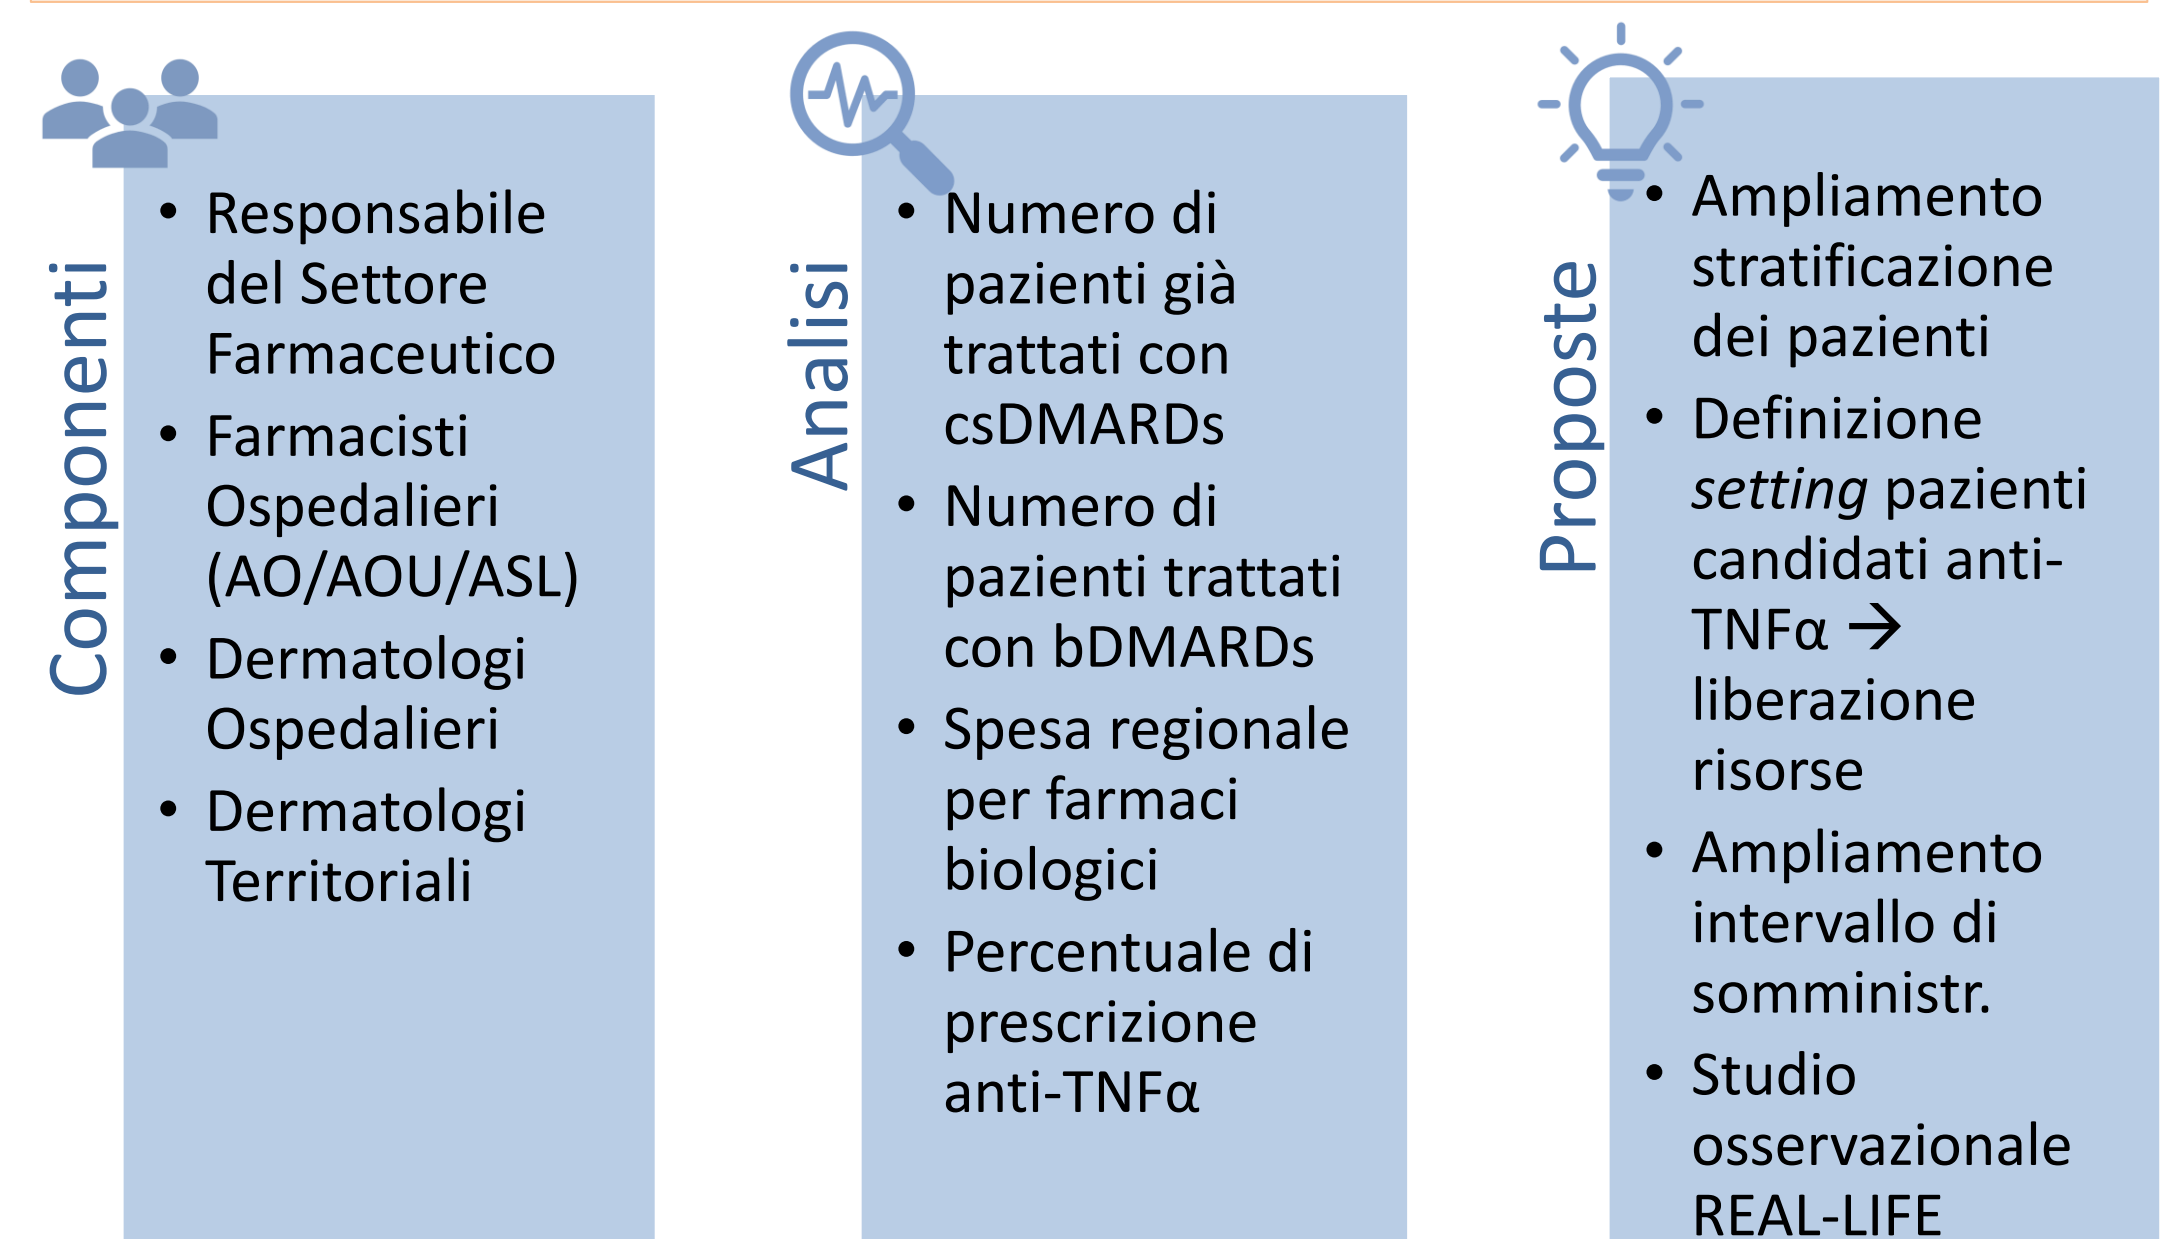 Componenti
• Responsabile
del Settore
Farmaceutico
• Farmacisti
Ospedalieri
(AO/AOU/ASL)
• Dermatologi
Ospedalieri
• Dermatologi
Territoriali
Analisi
• Numero di
pazienti già
trattati con
csDMARDs
• Numero di
pazienti trattati
con bDMARDs
• Spesa regionale
per farmaci
biologici
• Percentuale di
prescrizione
anti-TNFα
Proposte
• Ampliamento
stratificazione
dei pazienti
• Definizione
setting pazienti
candidati anti-
TNFα →
liberazione
risorse
• Ampliamento
intervallo di
somministr.
• Studio
osservazionale
REAL-LIFE